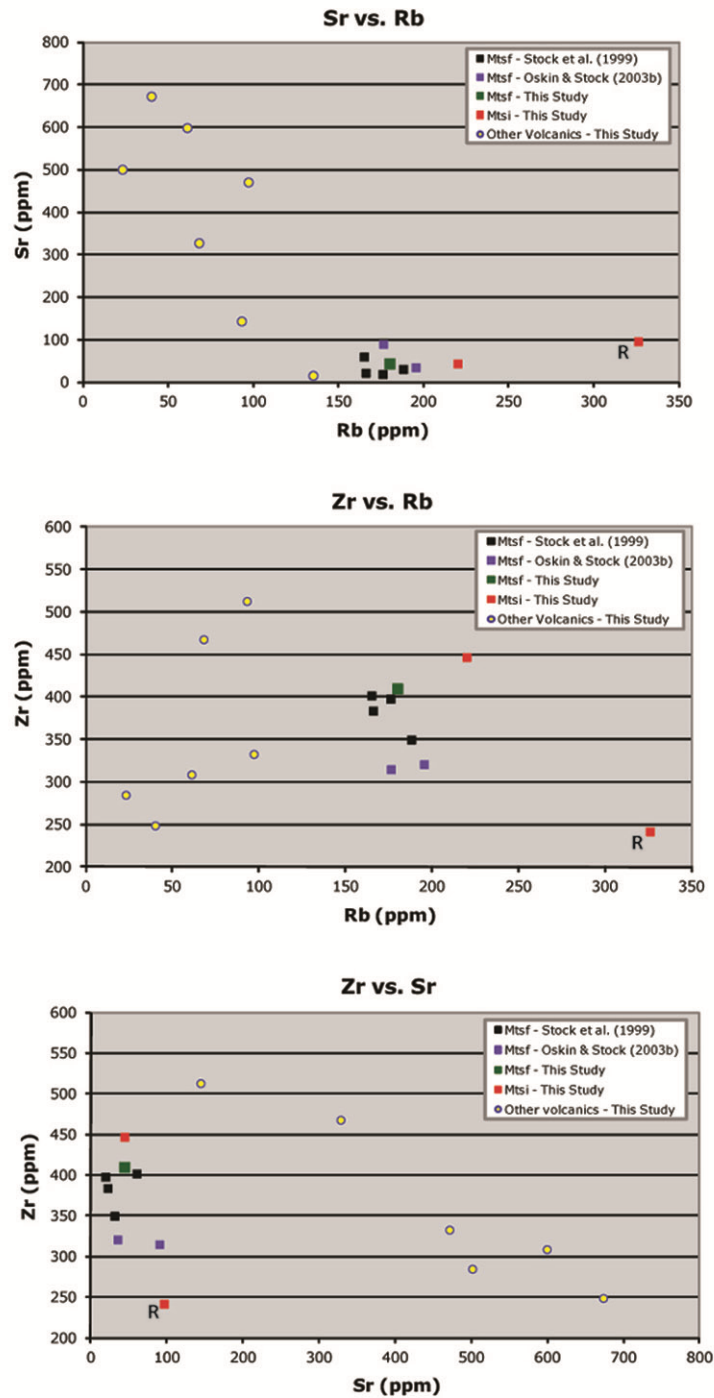 Sr vs. Rb
800
700
600
500
400
300
200
100
0
Sr (ppm)
Mtsf - Stock et al. (1999)
Mtsf - Oskin & Stock (2003b)
Mtsf - This Study
Mtsi - This Study
Other Volcanics - This Study
R
0 50 100 150 200 250 300 350
Rb (ppm)
Zr vs. Rb
600
550
500
450
400
350
300
250
200
Zr (ppm)
Mtsf - Stock et al. (1999)
Mtsf - Oskin & Stock (2003b)
Mtsf - This Study
Mtsi - This Study
Other Volcanics - This Study
R
0 50 100 150 200 250 300 350
Rb (ppm)
Zr vs. Sr
600
550
500
450
400
350
300
250
200
Zr (ppm)
Mtsf - Stock et al. (1999)
Mtsf - Oskin & Stock (2003b)
Mtsf - This Study
Mtsi - This Study
Other volcanics - This Study
R
0 100 200 300 400 500 600 700 800
Sr (ppm)